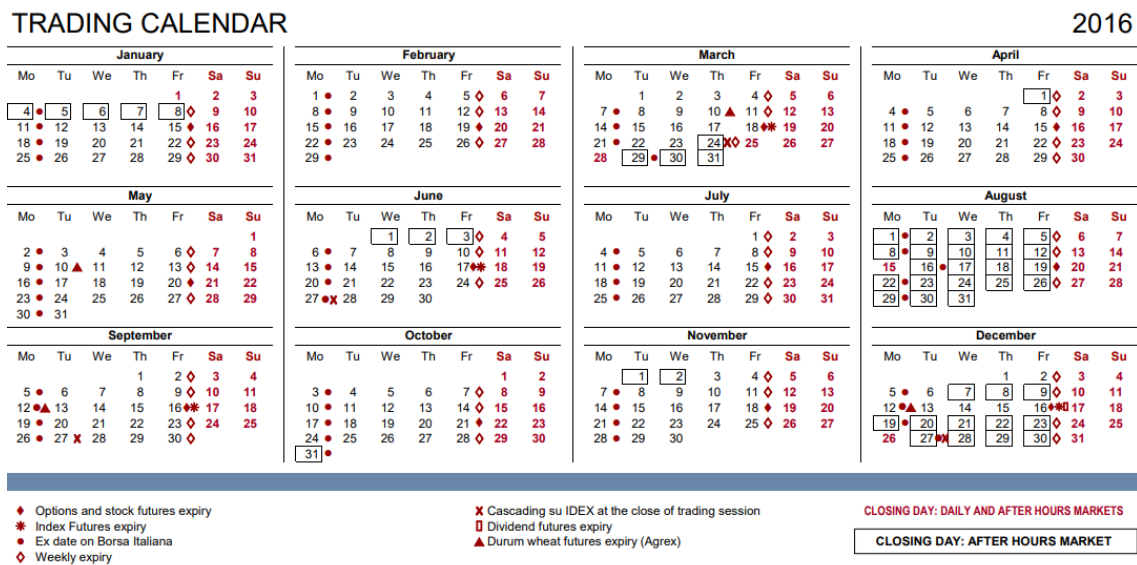 TRADING CALENDAR 2016
January
Mo Tu We Th Fr Sa Su
1 2 3
4 5 6 7 8 9 10
11 12 13 14 15 16 17
18 19 20 21 22 23 24
25 26 27 28 29 30 31
February
Mo Tu We Th Fr Sa Su
1 2 3 4 5 6 7
8 9 10 11 12 13 14
15 16 17 18 19 20 21
22 23 24 25 26 27 28
29
March
Mo Tu We Th Fr Sa Su
1 2 3 4 5 6
7 8 9 10 11 12 13
14 15 16 17 18 19 20
21 22 23 24 25 26 27
28 29 30 31
April
Mo Tu We Th Fr Sa Su
1 2 3
4 5 6 7 8 9 10
11 12 13 14 15 16 17
18 19 20 21 22 23 24
25 26 27 28 29 30
May
Mo Tu We Th Fr Sa Su
1
2 3 4 5 6 7 8
9 10 11 12 13 14 15
16 17 18 19 20 21 22
23 24 25 26 27 28 29
30 31
June
Mo Tu We Th Fr Sa Su
1 2 3 4 5
6 7 8 9 10 11 12
13 14 15 16 17 18 19
20 21 22 23 24 25 26
27 28 29 30
July
Mo Tu We Th Fr Sa Su
1 2 3
4 5 6 7 8 9 10
11 12 13 14 15 16 17
18 19 20 21 22 23 24
25 26 27 28 29 30 31
August
Mo Tu We Th Fr Sa Su
1 2 3 4 5 6 7
8 9 10 11 12 13 14
15 16 17 18 19 20 21
22 23 24 25 26 27 28
29 30 31
September
Mo Tu We Th Fr Sa Su
1 2 3 4
5 6 7 8 9 10 11
12 13 14 15 16 17 18
19 20 21 22 23 24 25
26 27 28 29 30
October
Mo Tu We Th Fr Sa Su
1 2
3 4 5 6 7 8 9
10 11 12 13 14 15 16
17 18 19 20 21 22 23
24 25 26 27 28 29 30
31
November
Mo Tu We Th Fr Sa Su
1 2 3 4 5 6
7 8 9 10 11 12 13
14 15 16 17 18 19 20
21 22 23 24 25 26 27
28 29 30
December
Mo Tu We Th Fr Sa Su
1 2 3 4
5 6 7 8 9 10 11
12 13 14 15 16 17 18
19 20 21 22 23 24 25
26 27 28 29 30 31
Options and stock futures expiry
Index Futures expiry
Ex date on Borsa Italiana
Weekly expiry
Cascading su IDEX at the close of trading session
Dividend futures expiry
Durum wheat futures expiry (Agrex)
CLOSING DAY: DAILY AND AFTER HOURS MARKETS
CLOSING DAY: AFTER HOURS MARKET